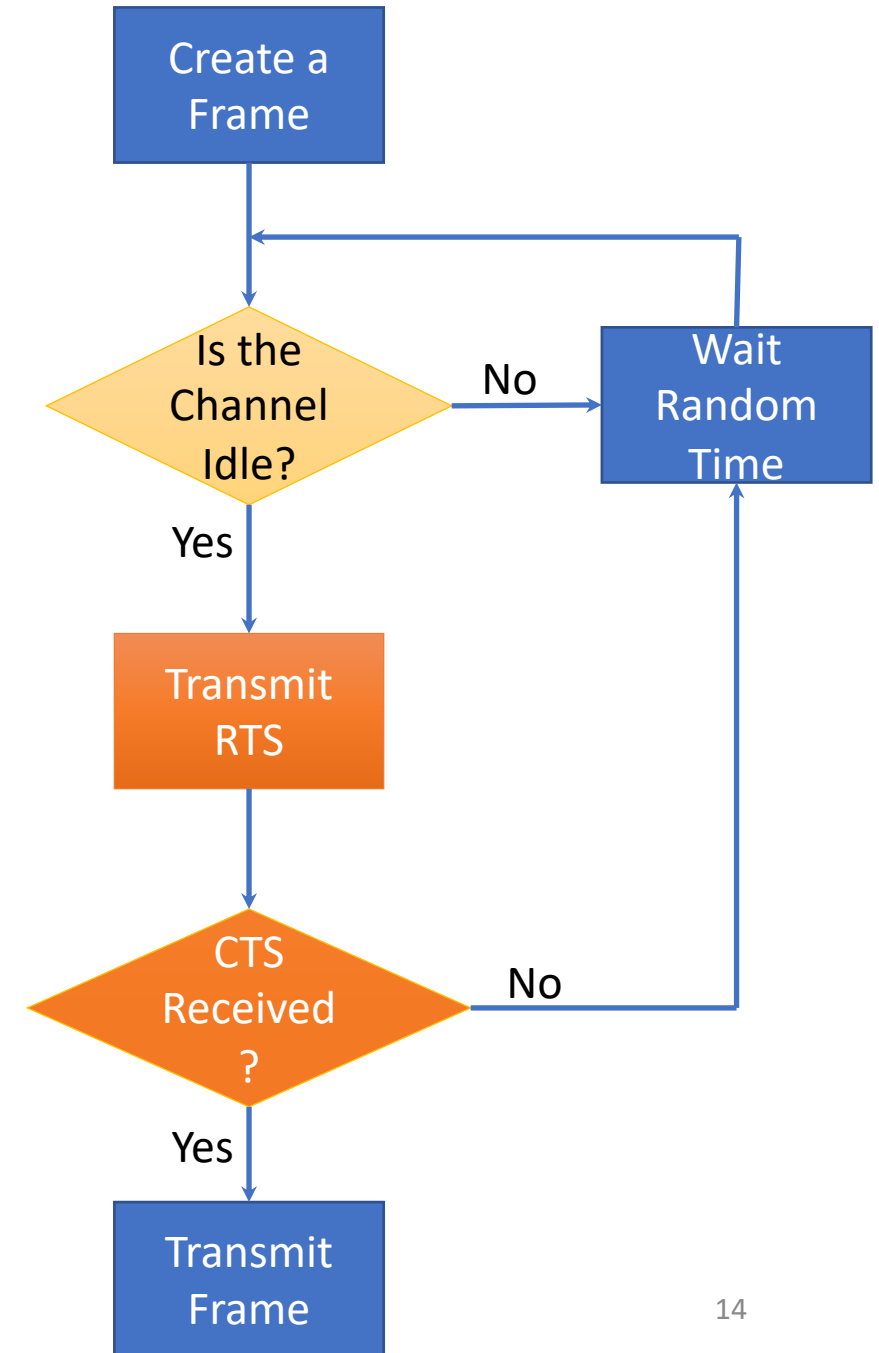 Create a
Frame
Is the
Channel
Idle?
No
Wait
Random
Time
Yes
Transmit
RTS
CTS
Received
?
No
Yes
Transmit
Frame
14